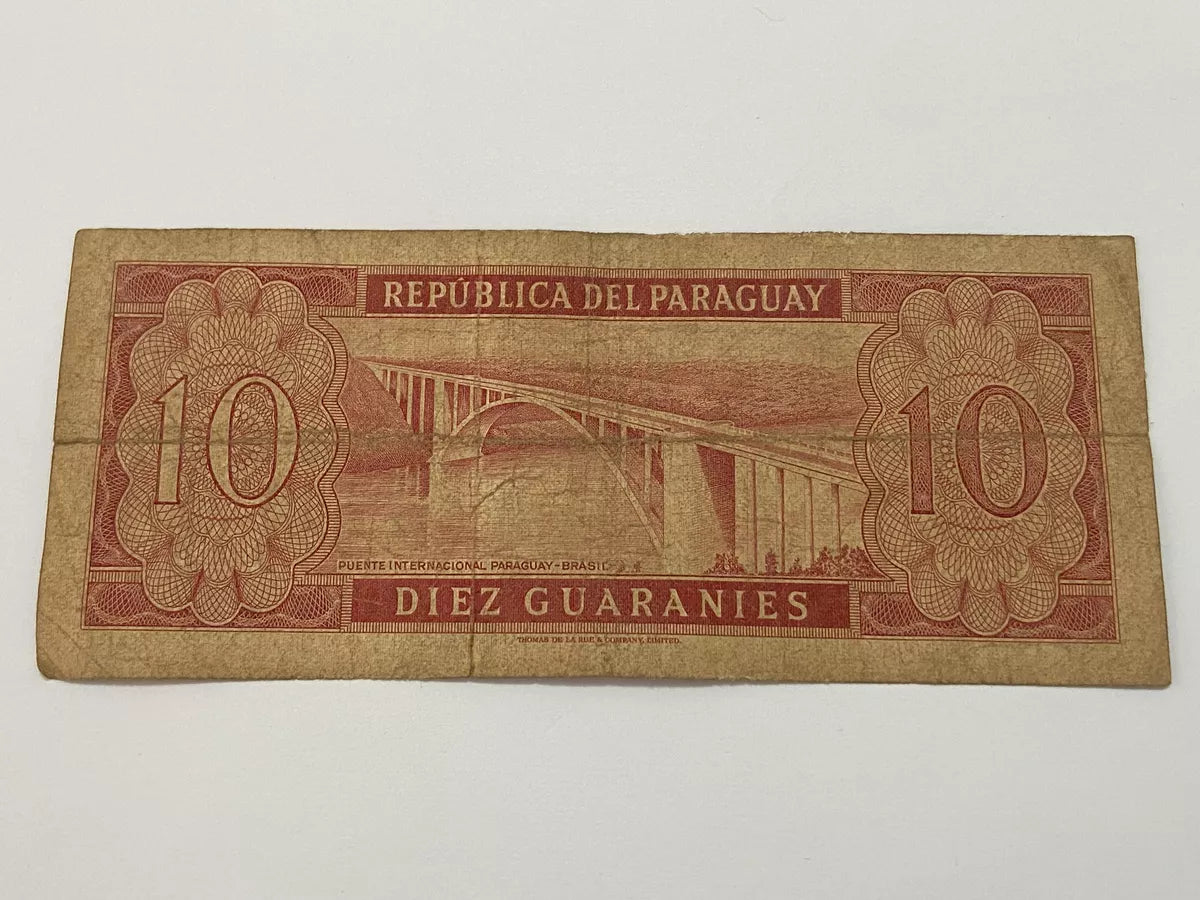 REPÚBLICA DEL PARAGUAY
10
10
PUENTE INTERNACIONAL PARAGUAY-BRASIL
DIEZ GUARANIES
THOMAS DE LA RUE & COMPANY, LIMITED.